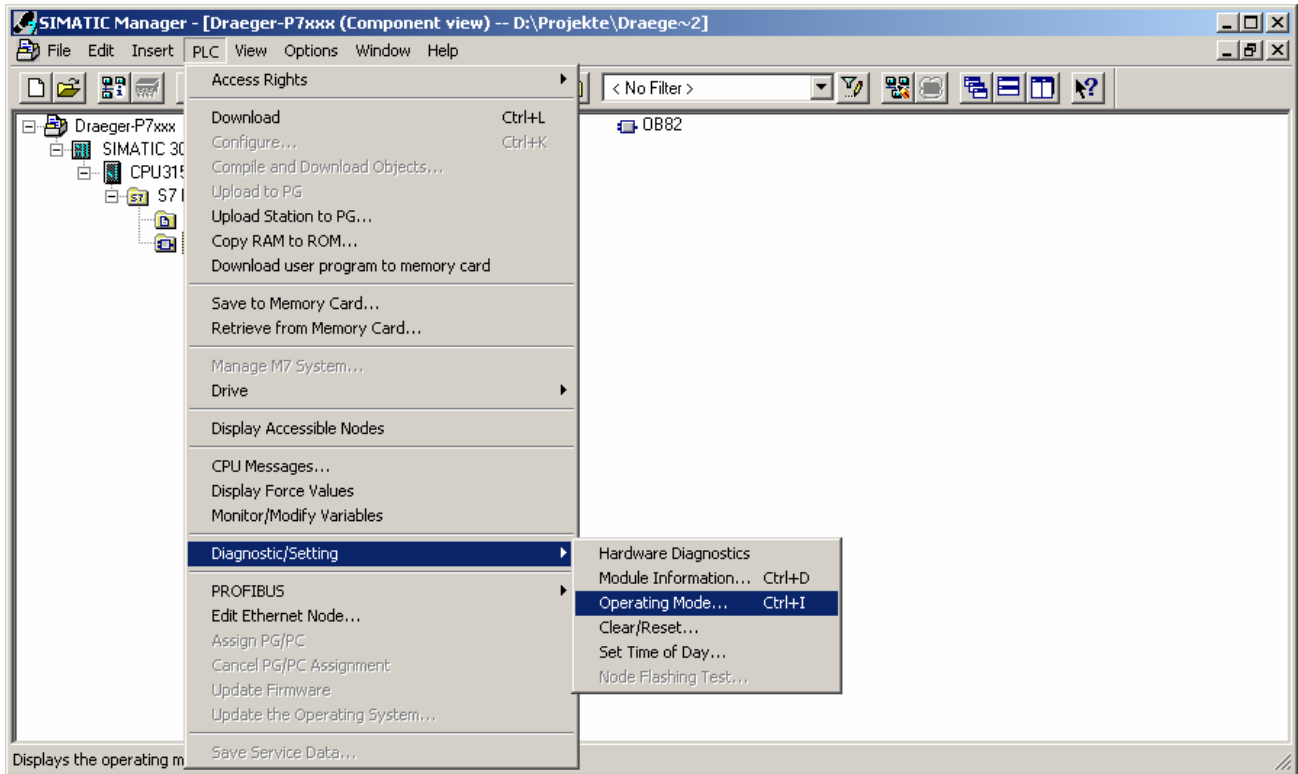 SIMATIC Manager - [Draeger-P7xxx (Component view) -- D:\Projekte\Draege~2]
File Edit Insert PLC View Options Window Help
< No Filter >
Draeger-P7xxx
SIMATIC 30
CPU315
S7
OB82
Access Rights
Download Ctrl+L
Configure... Ctrl+K
Compile and Download Objects...
Upload to PG
Upload Station to PG...
Copy RAM to ROM...
Download user program to memory card
Save to Memory Card...
Retrieve from Memory Card...
Manage M7 System...
Drive
Display Accessible Nodes
CPU Messages...
Display Force Values
Monitor/Modify Variables
Diagnostic/Setting
PROFIBUS
Edit Ethernet Node...
Assign PG/PC
Cancel PG/PC Assignment
Update Firmware
Update the Operating System...
Save Service Data...
Hardware Diagnostics
Module Information... Ctrl+D
Operating Mode... Ctrl+I
Clear/Reset...
Set Time of Day...
Node Flashing Test...
Displays the operating m